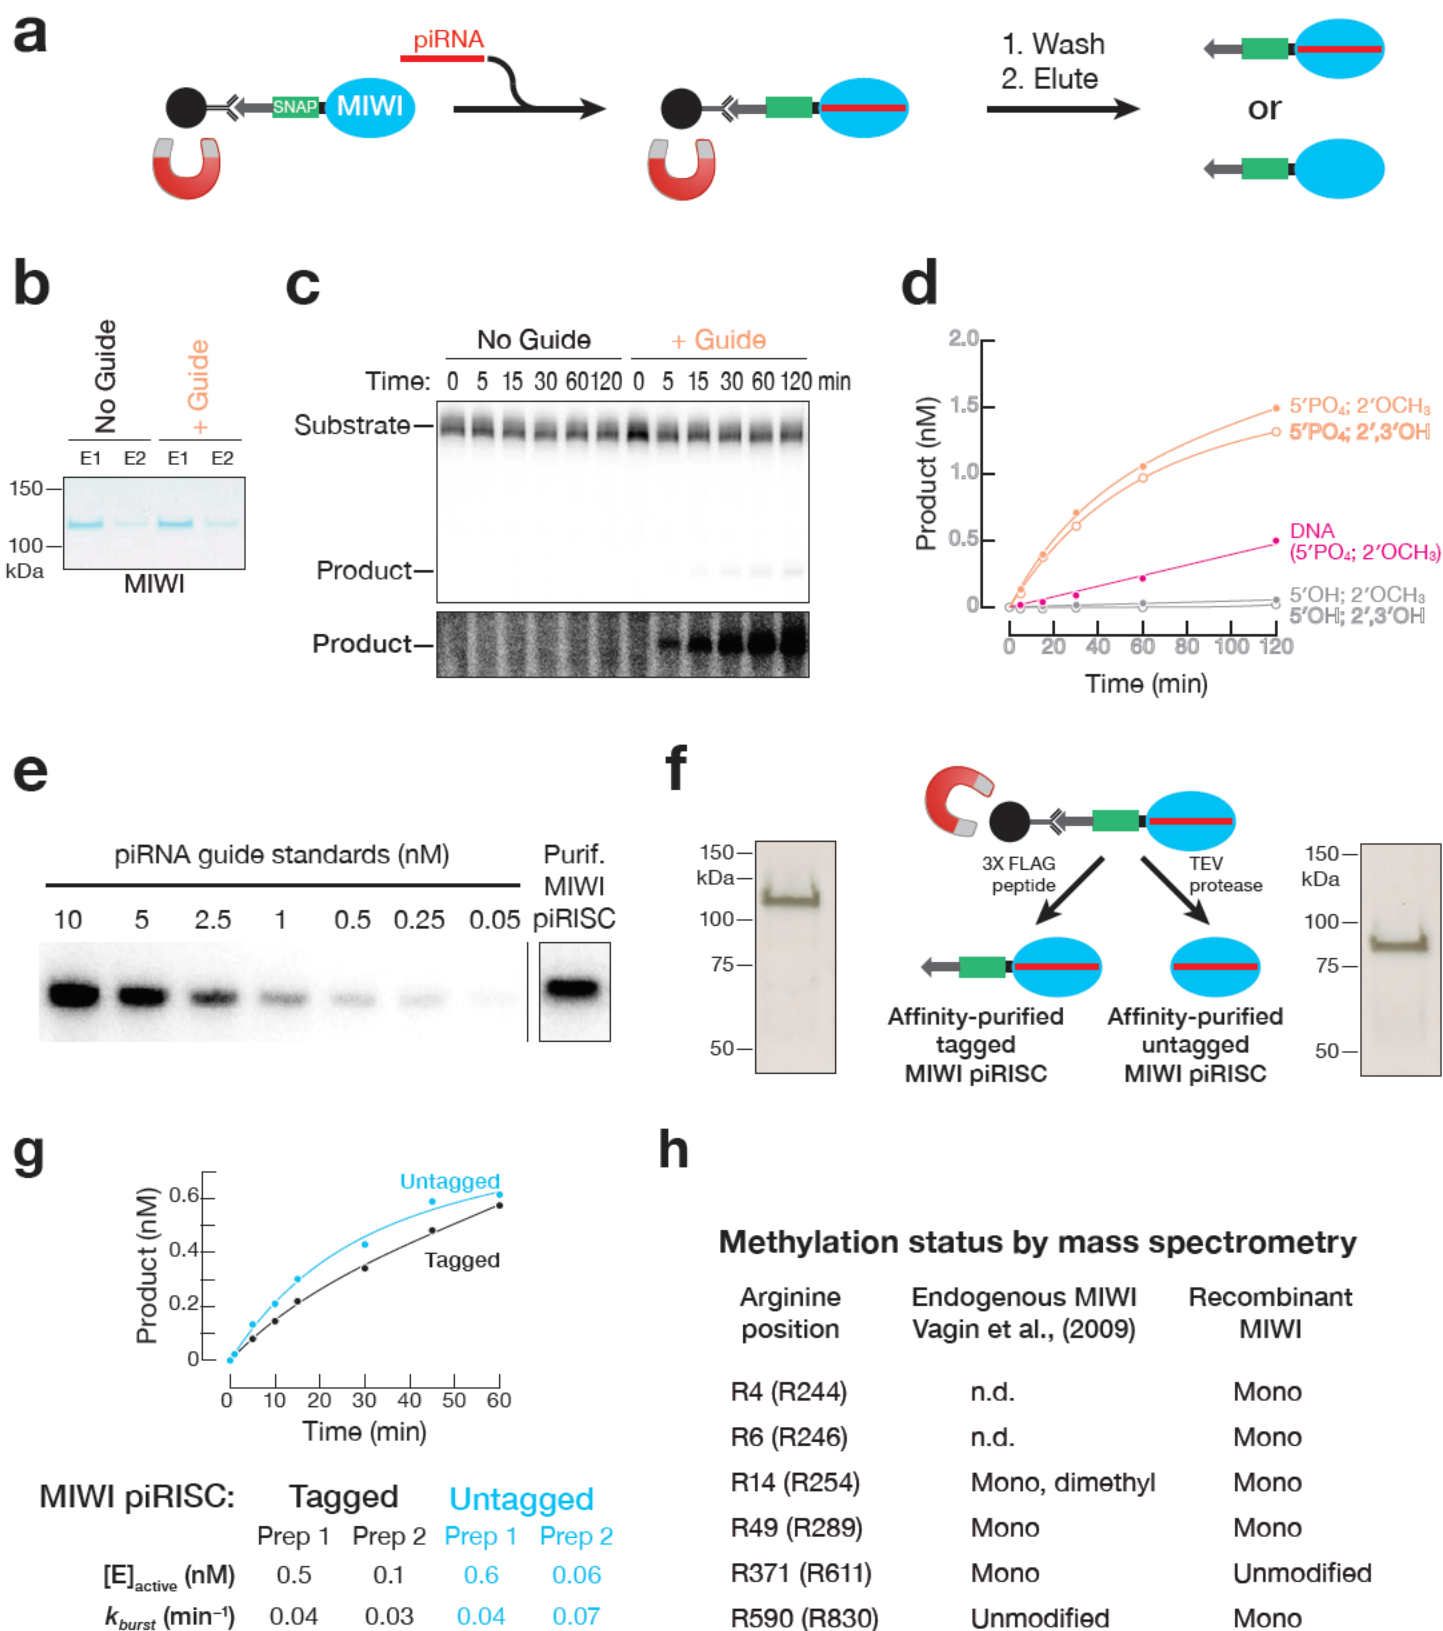 a
piRNA
SNAP
MIWI
1. Wash
2. Elute
or
b
No Guide
+ Guide
E1 E2 E1 E2
150
100
kDa
MIWI
c
No Guide + Guide
Time: 0 5 15 30 60 120 0 5 15 30 60 120 min
Substrate
Product
Product
d
Product (nM)
2.0
1.5
1.0
0.5
0
5′PO₄; 2′OCH₃
5′PO₄; 2′,3′OH
DNA
(5′PO₄; 2′OCH₃)
5′OH; 2′OCH₃
5′OH; 2′,3′OH
0 20 40 60 80 100 120
Time (min)
e
piRNA guide standards (nM)
Purif.
MIWI
piRISC
10 5 2.5 1 0.5 0.25 0.05
f
150
kDa
100
75
50
3X FLAG
peptide
TEV
protease
Affinity-purified
tagged
MIWI piRISC
Affinity-purified
untagged
MIWI piRISC
150
kDa
100
75
50
g
Product (nM)
0.6
0.4
0.2
0
Untagged
Tagged
0 10 20 30 40 50 60
Time (min)
MIWI piRISC: Tagged Untagged
Prep 1 Prep 2 Prep 1 Prep 2
[E]active (nM) 0.5 0.1 0.6 0.06
kburst (min⁻¹) 0.04 0.03 0.04 0.07
h
Methylation status by mass spectrometry
Arginine position Endogenous MIWI Vagin et al., (2009) Recombinant MIWI
R4 (R244) n.d. Mono
R6 (R246) n.d. Mono
R14 (R254) Mono, dimethyl Mono
R49 (R289) Mono Mono
R371 (R611) Mono Unmodified
R590 (R830) Unmodified Mono